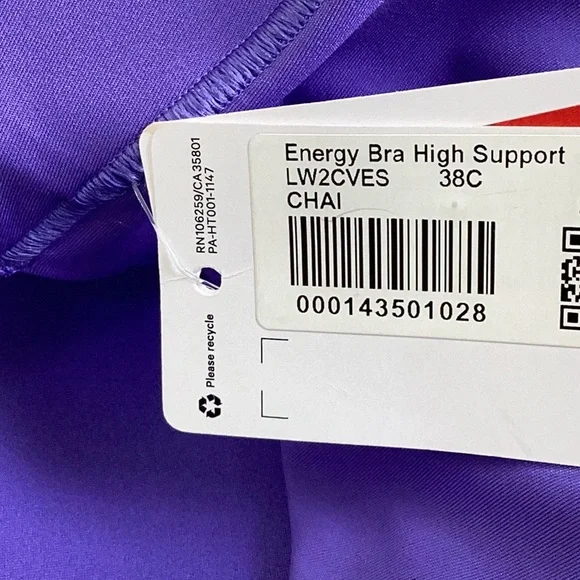 Energy Bra High Support
LW2CVES 38C
CHAI
000143501028
RN106259/CA35801
PA-HT001-1147
Please recycle